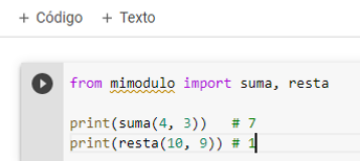 + Código + Texto
from mimodulo import suma, resta
print(suma(4, 3))   # 7
print(resta(10, 9)) # 1